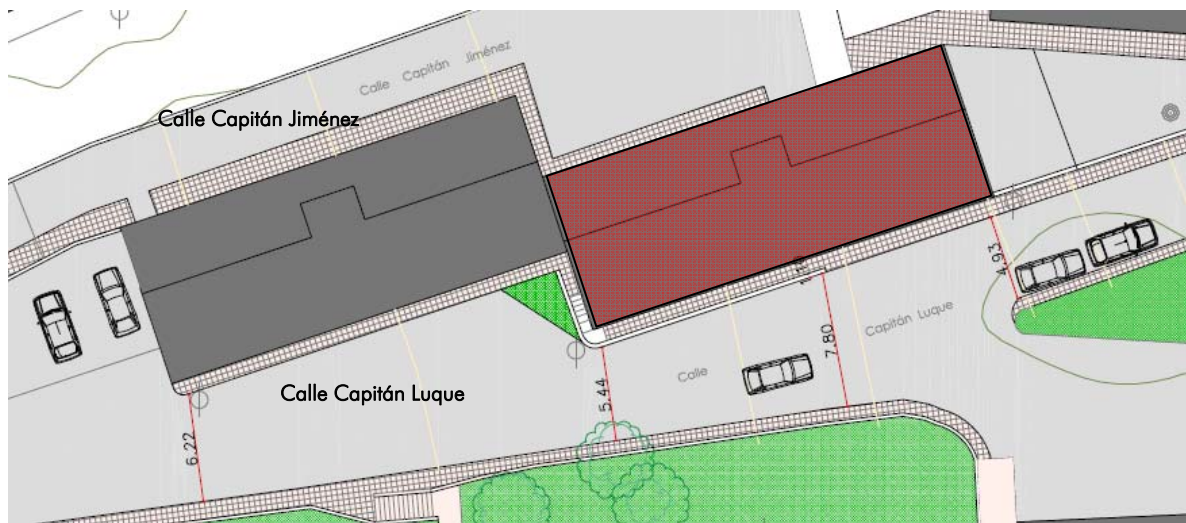 Calle Capitán Jiménez
Calle Capitán Jiménez
4.93
Capitán Luque
7.80
Calle
Calle Capitán Luque
5.44
6.22